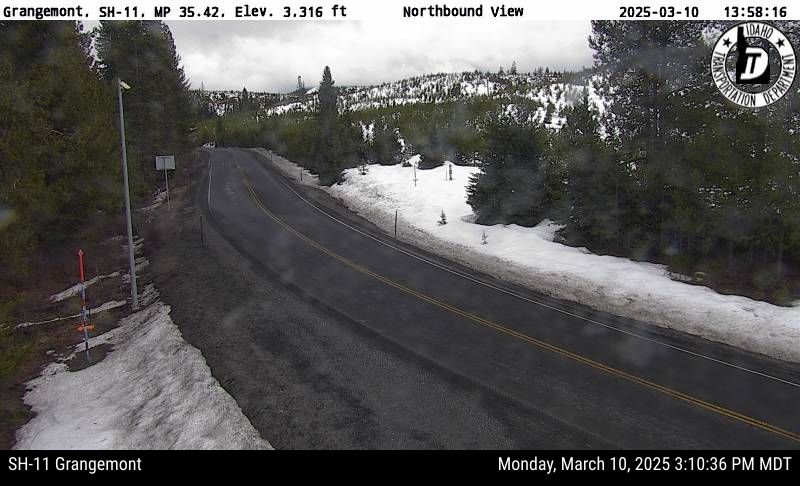 Grangemont, SH-11, MP 35.42, Elev. 3,316 ft Northbound View 2025-03-10 13:58:16
IDAHO
TRANSPORTATION DEPARTMENT
SH-11 Grangemont Monday, March 10, 2025 3:10:36 PM MDT